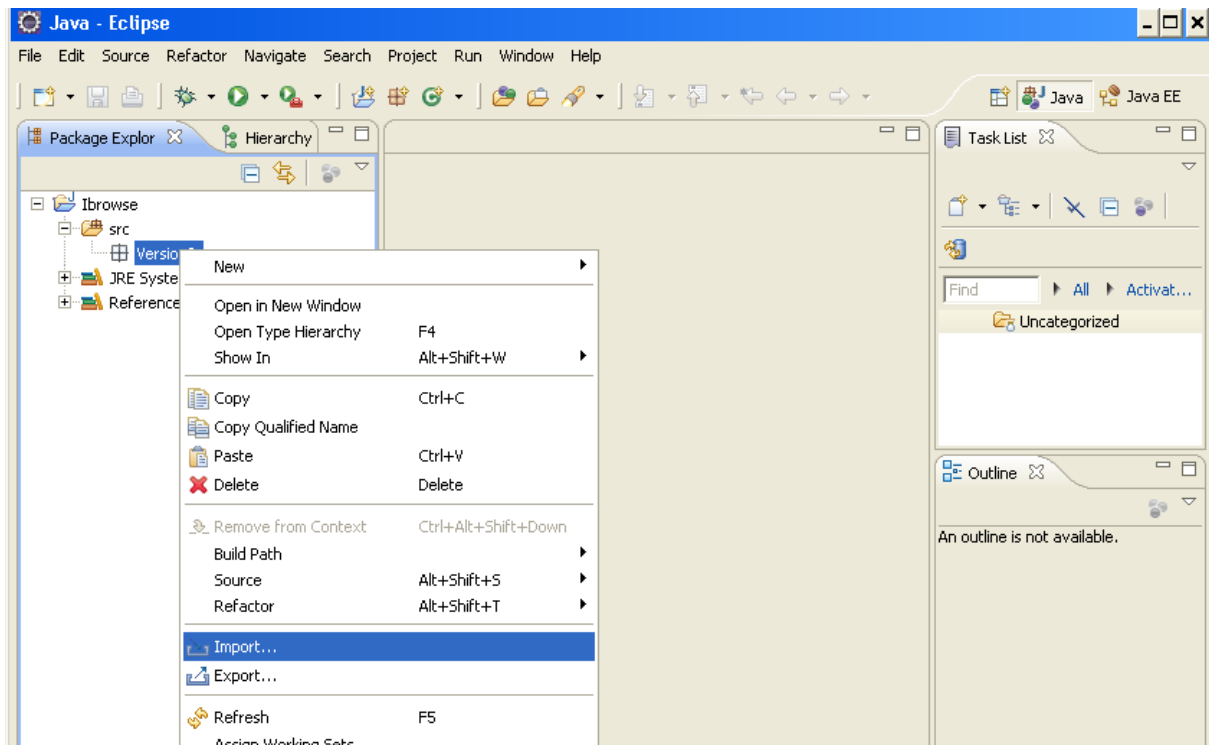 Java - Eclipse
File Edit Source Refactor Navigate Search Project Run Window Help
Java Java EE
Package Explor Hierarchy
Task List
Ibrowse
src
JRE Syste
Reference
New
Open in New Window
Open Type Hierarchy F4
Show In Alt+Shift+W
Copy Ctrl+C
Copy Qualified Name
Paste Ctrl+V
Delete Delete
Remove from Context Ctrl+Alt+Shift+Down
Build Path
Source Alt+Shift+S
Refactor Alt+Shift+T
Import...
Export...
Refresh F5
Assign Working Sets
Find All Activat...
Uncategorized
Outline
An outline is not available.